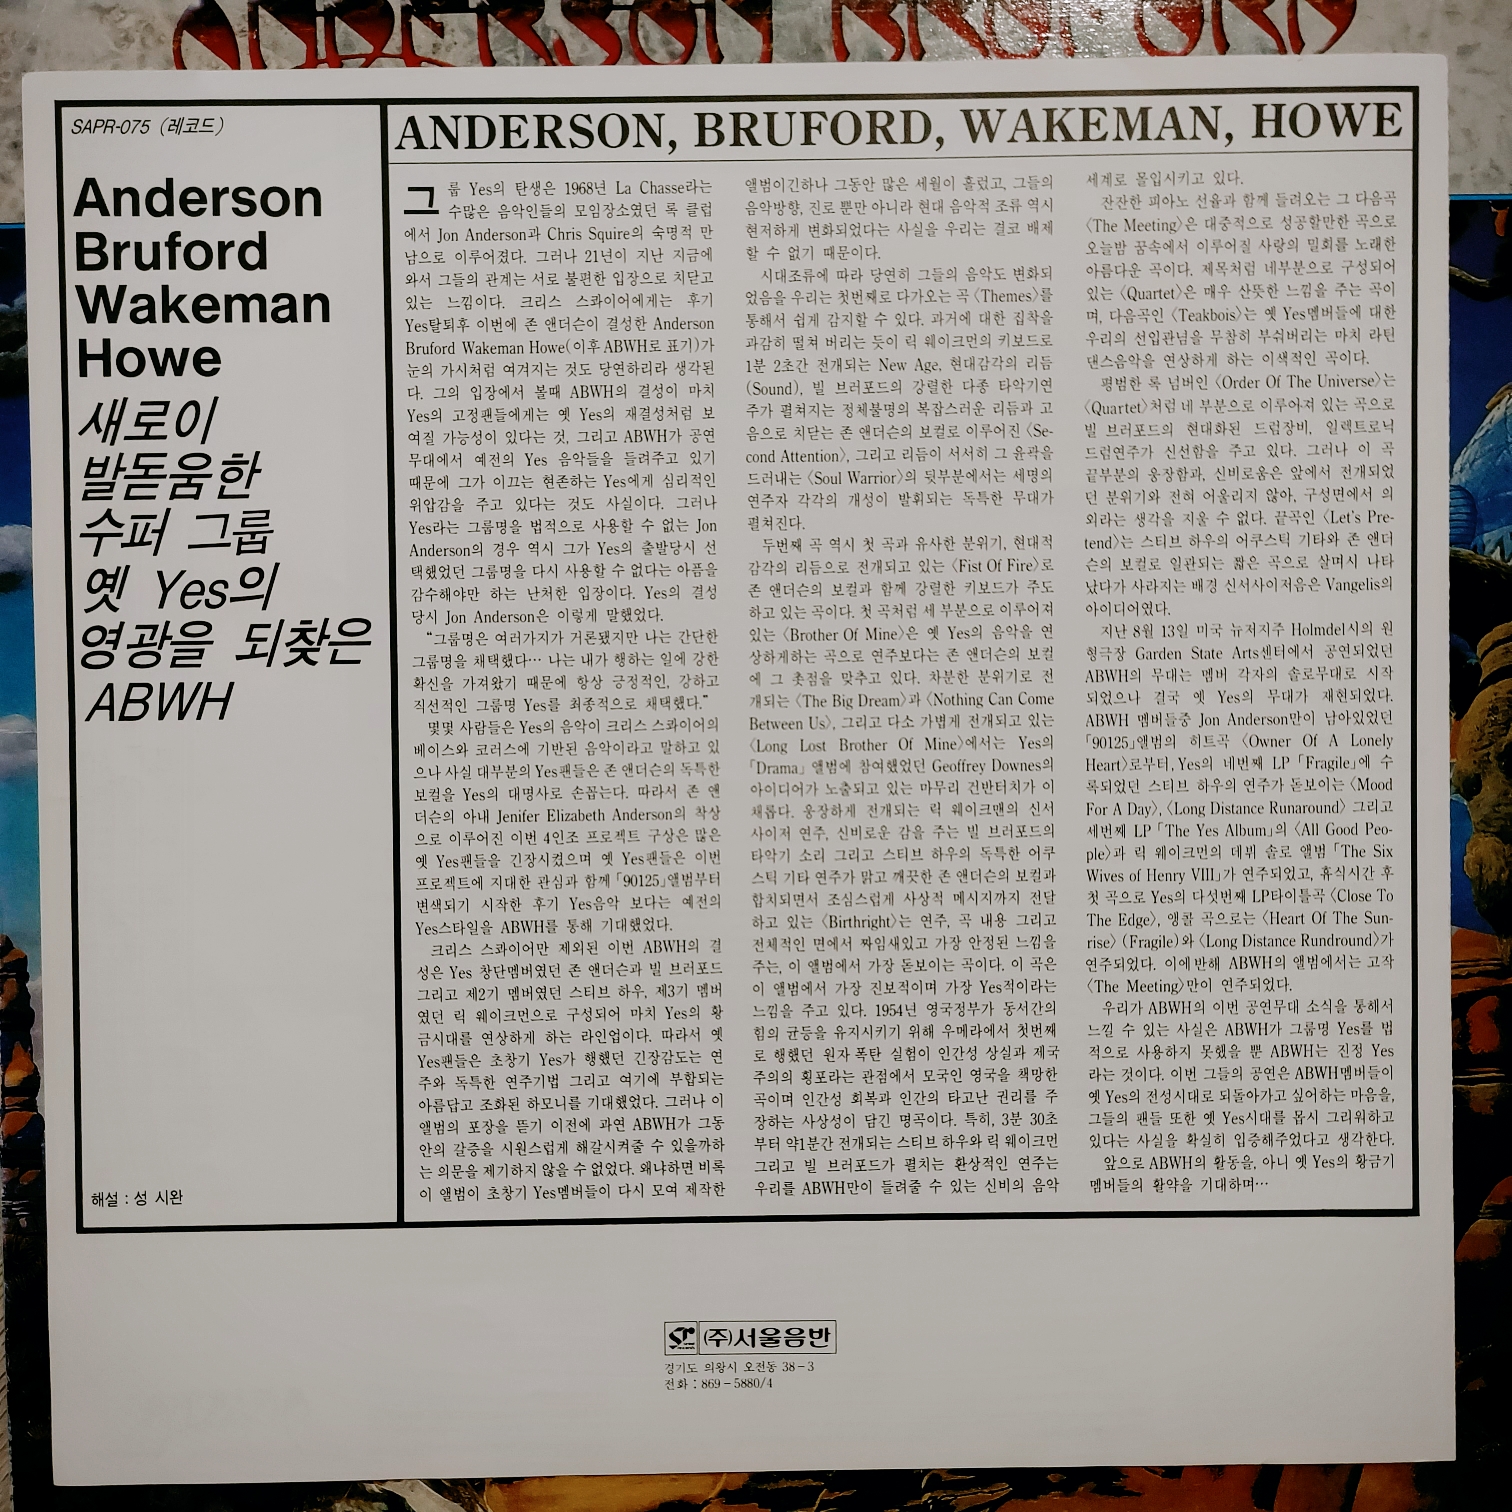 ANDERSON BRUFORD
SAPR-075 (레코드)
Anderson
Bruford
Wakeman
Howe
새로이
발돋움한
수퍼 그룹
옛 Yes의
영광을 되찾은
ABWH
해설 : 성 시완
ANDERSON, BRUFORD, WAKEMAN, HOWE
그룹 Yes의 탄생은 1968년 La Chasse라는
수많은 음악인들의 모임장소였던 록 클럽
에서 Jon Anderson과 Chris Squire의 숙명적 만
남으로 이루어졌다. 그러나 21년이 지난 지금에
와서 그들의 관계는 서로 불편한 입장으로 치닫고
있는 느낌이다. 크리스 스콰이어에게는 후기
Yes탈퇴후 이번에 존 앤더슨이 결성한 Anderson
Bruford Wakeman Howe(이후 ABWH로 표기)가
눈의 가시처럼 여겨지는 것도 당연하리라 생각된
다. 그의 입장에서 볼때 ABWH의 결성이 마치
Yes의 고정팬들에게는 옛 Yes의 재결성처럼 보
여질 가능성이 있다는 것, 그리고 ABWH가 공연
무대에서 예전의 Yes 음악들을 들려주고 있기
때문에 그가 이끄는 현존하는 Yes에게 심리적인
위압감을 주고 있다는 것도 사실이다. 그러나
Yes라는 그룹명을 법적으로 사용할 수 없는 Jon
Anderson의 경우 역시 그가 Yes의 출발당시 선
택했었던 그룹명을 다시 사용할 수 없다는 아픔을
감수해야만 하는 난처한 입장이다. Yes의 결성
당시 Jon Anderson은 이렇게 말했었다.
“그룹명은 여러가지가 거론됐지만 나는 간단한
그룹명을 채택했다… 나는 내가 행하는 일에 강한
확신을 가져왔기 때문에 항상 긍정적인, 강하고
직선적인 그룹명 Yes를 최종적으로 채택했다.”
몇몇 사람들은 Yes의 음악이 크리스 스콰이어의
베이스와 코러스에 기반된 음악이라고 말하고 있
으나 사실 대부분의 Yes팬들은 존 앤더슨의 독특한
보컬을 Yes의 대명사로 손꼽는다. 따라서 존 앤
더슨의 아내 Jenifer Elizabeth Anderson의 착상
으로 이루어진 이번 4인조 프로젝트 구상은 많은
옛 Yes팬들을 긴장시켰으며 옛 Yes팬들은 이번
프로젝트에 지대한 관심과 함께 「90125」앨범부터
변색되기 시작한 후기 Yes음악 보다는 예전의
Yes스타일을 ABWH를 통해 기대했었다.
크리스 스콰이어만 제외된 이번 ABWH의 결
성은 Yes 창단멤버였던 존 앤더슨과 빌 브러포드
그리고 제2기 멤버였던 스티브 하우, 제3기 멤버
였던 릭 웨이크먼으로 구성되어 마치 Yes의 황
금시대를 연상하게 하는 라인업이다. 따라서 옛
Yes팬들은 초창기 Yes가 행했던 긴장감도는 연
주와 독특한 연주기법 그리고 여기에 부합되는
아름답고 조화된 하모니를 기대했었다. 그러나 이
앨범의 포장을 뜯기 이전에 과연 ABWH가 그동
안의 갈증을 시원스럽게 해갈시켜줄 수 있을까하
는 의문을 제기하지 않을 수 없었다. 왜냐하면 비록
이 앨범이 초창기 Yes멤버들이 다시 모여 제작한
앨범이긴하나 그동안 많은 세월이 흘렀고, 그들의
음악방향, 진로 뿐만 아니라 현대 음악적 조류 역시
현저하게 변화되었다는 사실을 우리는 결코 배제
할 수 없기 때문이다.
시대조류에 따라 당연히 그들의 음악도 변화되
었음을 우리는 첫번째로 다가오는 곡 〈Themes〉를
통해서 쉽게 감지할 수 있다. 과거에 대한 집착을
과감히 떨쳐 버리는 듯이 릭 웨이크먼의 키보드로
1분 2초간 전개되는 New Age, 현대감각의 리듬
(Sound), 빌 브러포드의 강렬한 다종 타악기연
주가 펼쳐지는 정체불명의 복잡스러운 리듬과 고
음으로 치닫는 존 앤더슨의 보컬로 이루어진 〈Se-
cond Attention〉, 그리고 리듬이 서서히 그 윤곽을
드러내는 〈Soul Warrior〉의 뒷부분에서는 세명의
연주자 각각의 개성이 발휘되는 독특한 무대가
펼쳐진다.
두번째 곡 역시 첫 곡과 유사한 분위기, 현대적
감각의 리듬으로 전개되고 있는 〈Fist Of Fire〉로
존 앤더슨의 보컬과 함께 강렬한 키보드가 주도
하고 있는 곡이다. 첫 곡처럼 세 부분으로 이루어져
있는 〈Brother Of Mine〉은 옛 Yes의 음악을 연
상하게하는 곡으로 연주보다는 존 앤더슨의 보컬
에 그 촛점을 맞추고 있다. 차분한 분위기로 전
개되는 〈The Big Dream〉과 〈Nothing Can Come
Between Us〉, 그리고 다소 가볍게 전개되고 있는
〈Long Lost Brother Of Mine〉에서는 Yes의
「Drama」 앨범에 참여했었던 Geoffrey Downes의
아이디어가 노출되고 있는 마무리 건반터치가 이
채롭다. 웅장하게 전개되는 릭 웨이크맨의 신서
사이저 연주, 신비로운 감을 주는 빌 브러포드의
타악기 소리 그리고 스티브 하우의 독특한 어쿠
스틱 기타 연주가 맑고 깨끗한 존 앤더슨의 보컬과
합치되면서 조심스럽게 사상적 메시지까지 전달
하고 있는 〈Birthright〉는 연주, 곡 내용 그리고
전체적인 면에서 짜임새있고 가장 안정된 느낌을
주는, 이 앨범에서 가장 돋보이는 곡이다. 이 곡은
이 앨범에서 가장 진보적이며 가장 Yes적이라는
느낌을 주고 있다. 1954년 영국정부가 동서간의
힘의 균등을 유지시키기 위해 우메라에서 첫번째
로 행했던 원자폭탄 실험이 인간성 상실과 제국
주의의 횡포라는 관점에서 모국인 영국을 책망한
곡이며 인간성 회복과 인간의 타고난 권리를 주
장하는 사상성이 담긴 명곡이다. 특히, 3분 30초
부터 약1분간 전개되는 스티브 하우와 릭 웨이크먼
그리고 빌 브러포드가 펼치는 환상적인 연주는
우리를 ABWH만이 들려줄 수 있는 신비의 음악
세계로 몰입시키고 있다.
잔잔한 피아노 선율과 함께 들려오는 그 다음곡
〈The Meeting〉은 대중적으로 성공할만한 곡으로
오늘밤 꿈속에서 이루어질 사랑의 밀회를 노래한
아름다운 곡이다. 제목처럼 네부분으로 구성되어
있는 〈Quartet〉은 매우 산뜻한 느낌을 주는 곡이
며, 다음곡인 〈Teakbois〉는 옛 Yes멤버들에 대한
우리의 선입관념을 무참히 부숴버리는 마치 라틴
댄스음악을 연상하게 하는 이색적인 곡이다.
평범한 록 넘버인 〈Order Of The Universe〉는
〈Quartet〉처럼 네 부분으로 이루어져 있는 곡으로
빌 브러포드의 현대화된 드럼장비, 일렉트로닉
드럼연주가 신선함을 주고 있다. 그러나 이 곡
끝부분의 웅장함과, 신비로움은 앞에서 전개되었
던 분위기와 전혀 어울리지 않아, 구성면에서 의
외라는 생각을 지울 수 없다. 끝곡인 〈Let's Pre-
tend〉는 스티브 하우의 어쿠스틱 기타와 존 앤더
슨의 보컬로 일관되는 짧은 곡으로 살며시 나타
났다가 사라지는 배경 신서사이저음은 Vangelis의
아이디어였다.
지난 8월 13일 미국 뉴저지주 Holmdel시의 원
형극장 Garden State Arts센터에서 공연되었던
ABWH의 무대는 멤버 각자의 솔로무대로 시작
되었으나 결국 옛 Yes의 무대가 재현되었다.
ABWH 멤버들중 Jon Anderson만이 남아있었던
「90125」앨범의 히트곡 〈Owner Of A Lonely
Heart〉로부터, Yes의 네번째 LP 「Fragile」에 수
록되었던 스티브 하우의 연주가 돋보이는 〈Mood
For A Day〉, 〈Long Distance Runaround〉 그리고
세번째 LP 「The Yes Album」의 〈All Good Peo-
ple〉과 릭 웨이크먼의 데뷔 솔로 앨범 「The Six
Wives of Henry VIII」가 연주되었고, 휴식시간 후
첫 곡으로 Yes의 다섯번째 LP타이틀곡 〈Close To
The Edge〉, 앵콜 곡으로는 〈Heart Of The Sun-
rise〉 (Fragile)와 〈Long Distance Rundround〉가
연주되었다. 이에 반해 ABWH의 앨범에서는 고작
〈The Meeting〉만이 연주되었다.
우리가 ABWH의 이번 공연무대 소식을 통해서
느낄 수 있는 사실은 ABWH가 그룹명 Yes를 법
적으로 사용하지 못했을 뿐 ABWH는 진정 Yes
라는 것이다. 이번 그들의 공연은 ABWH멤버들이
옛 Yes의 전성시대로 되돌아가고 싶어하는 마음을,
그들의 팬들 또한 옛 Yes시대를 몹시 그리워하고
있다는 사실을 확실히 입증해주었다고 생각한다.
앞으로 ABWH의 활동을, 아니 옛 Yes의 황금기
멤버들의 활약을 기대하며…
(주)서울음반
경기도 의왕시 오전동 38-3
전화 : 869-5880/4